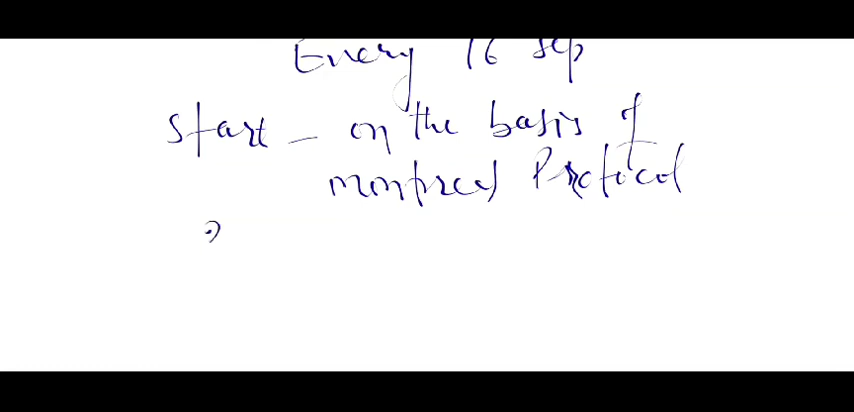 Every 16 Sep
Start - on the basis of
montreal Protocol